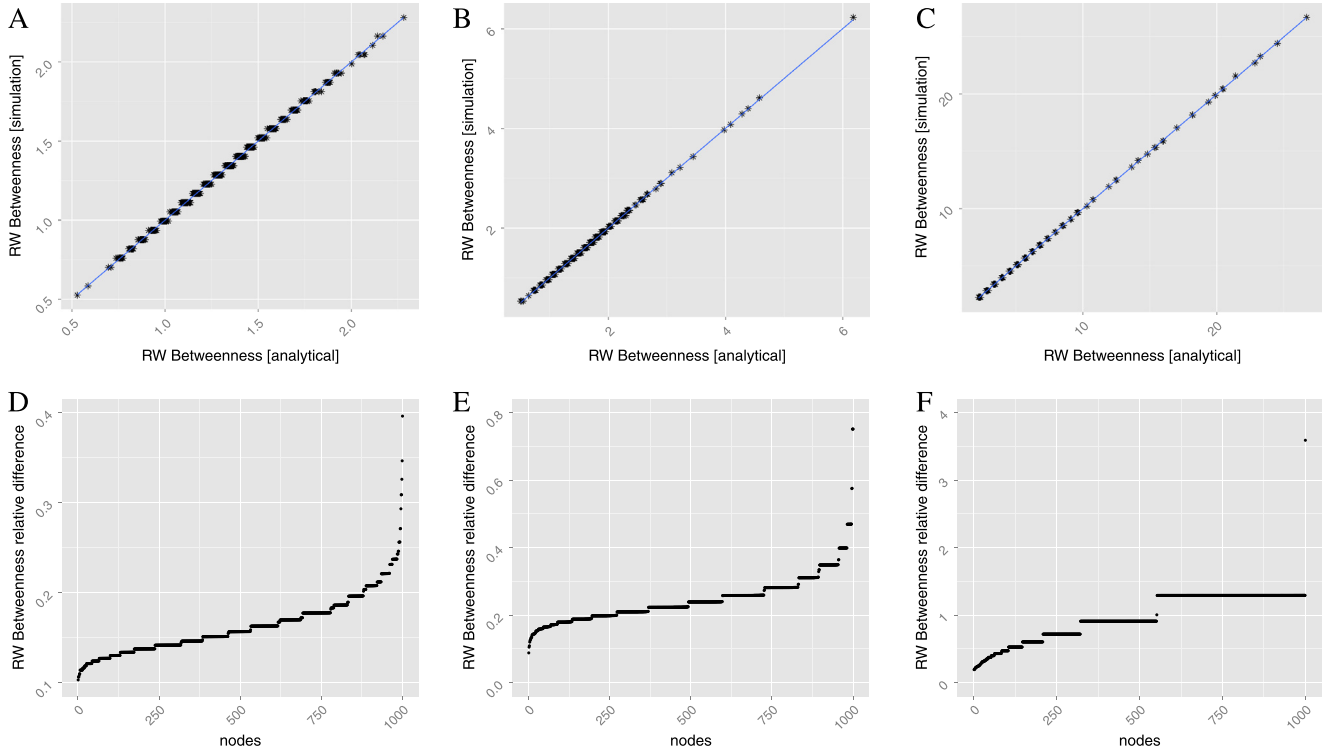 A
RW Betweenness [simulation]
2.0
1.5
1.0
0.5
0.5
1.0
1.5
2.0
RW Betweenness [analytical]
B
RW Betweenness [simulation]
6
4
2
2
4
6
RW Betweenness [analytical]
C
RW Betweenness [simulation]
20
10
10
20
RW Betweenness [analytical]
D
RW Betweenness relative difference
0.4
0.3
0.2
0.1
0
250
500
750
1000
nodes
E
RW Betweenness relative difference
0.8
0.6
0.4
0.2
0.0
0
250
500
750
1000
nodes
F
RW Betweenness relative difference
4
3
2
1
0
0
250
500
750
1000
nodes